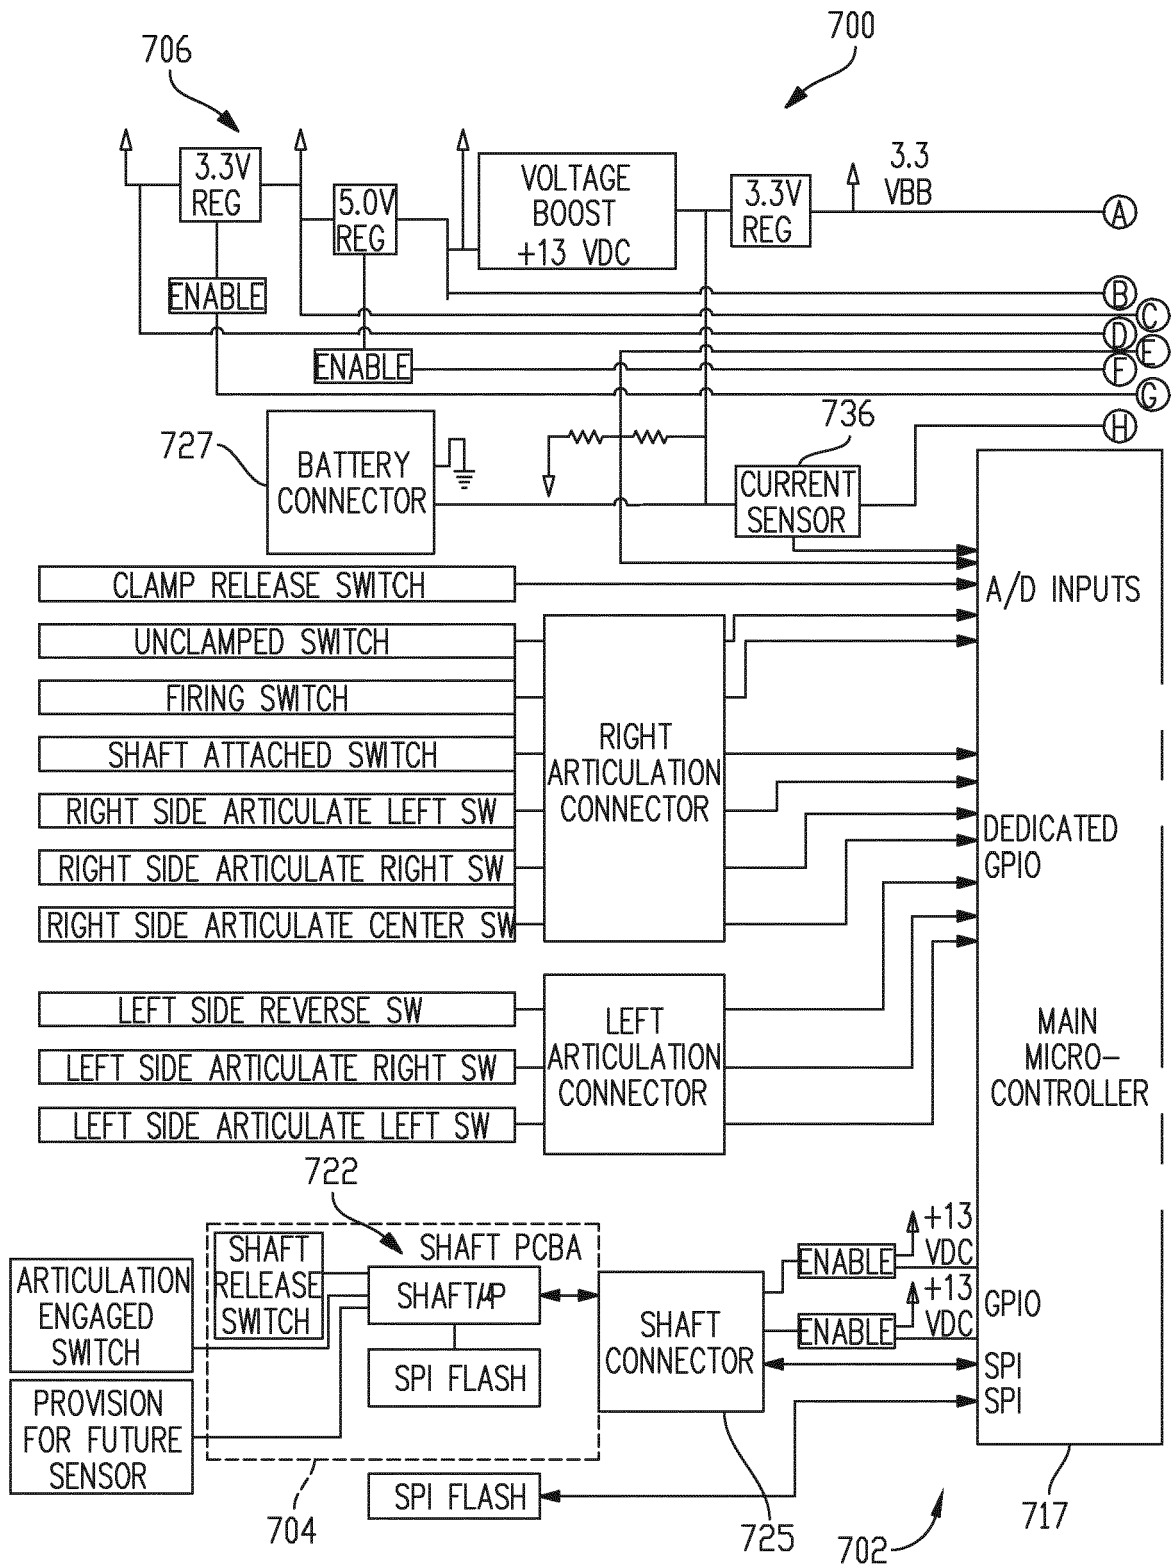 700
706
3.3V
REG
5.0V
REG
VOLTAGE
BOOST
+13 VDC
3.3V
REG
3.3
VBB
A
ENABLE
B
C
D
E
ENABLE
F
G
H
727
BATTERY
CONNECTOR
736
CURRENT
SENSOR
CLAMP RELEASE SWITCH
A/D INPUTS
UNCLAMPED SWITCH
FIRING SWITCH
SHAFT ATTACHED SWITCH
RIGHT SIDE ARTICULATE LEFT SW
RIGHT SIDE ARTICULATE RIGHT SW
RIGHT SIDE ARTICULATE CENTER SW
RIGHT
ARTICULATION
CONNECTOR
DEDICATED
GPIO
LEFT SIDE REVERSE SW
LEFT SIDE ARTICULATE RIGHT SW
LEFT SIDE ARTICULATE LEFT SW
LEFT
ARTICULATION
CONNECTOR
MAIN
MICRO-
CONTROLLER
722
SHAFT PCBA
SHAFT
RELEASE
SWITCH
ARTICULATION
ENGAGED
SWITCH
SHAFT μP
SPI FLASH
PROVISION
FOR FUTURE
SENSOR
SHAFT
CONNECTOR
ENABLE
+13
VDC
ENABLE
+13
VDC
GPIO
SPI
SPI
SPI FLASH
704
725
702
717